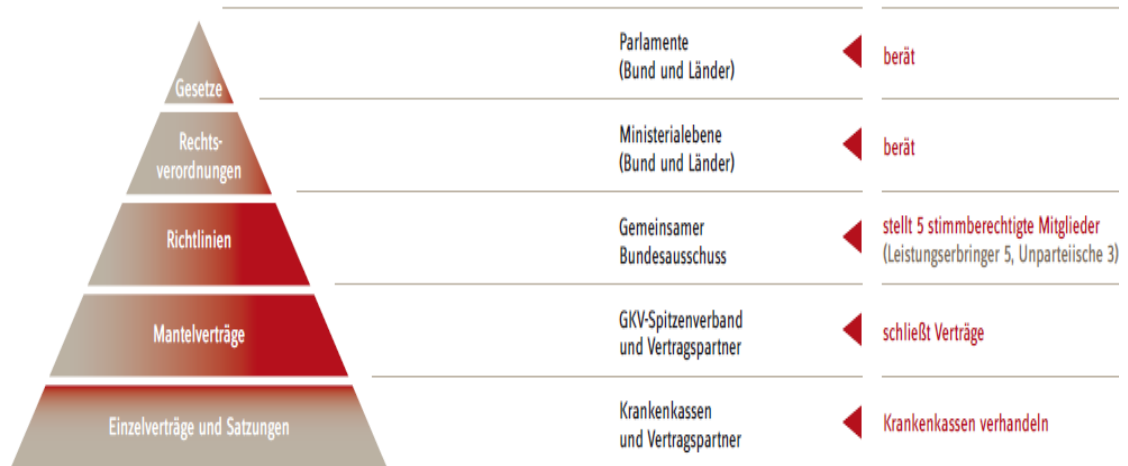 Gesetze
Parlamente
(Bund und Länder)
berät
Rechts-
verordnungen
Ministerialebene
(Bund und Länder)
berät
Richtlinien
Gemeinsamer
Bundesausschuss
stellt 5 stimmberechtigte Mitglieder
(Leistungserbringer 5, Unparteiische 3)
Mantelverträge
GKV-Spitzenverband
und Vertragspartner
schließt Verträge
Einzelverträge und Satzungen
Krankenkassen
und Vertragspartner
Krankenkassen verhandeln